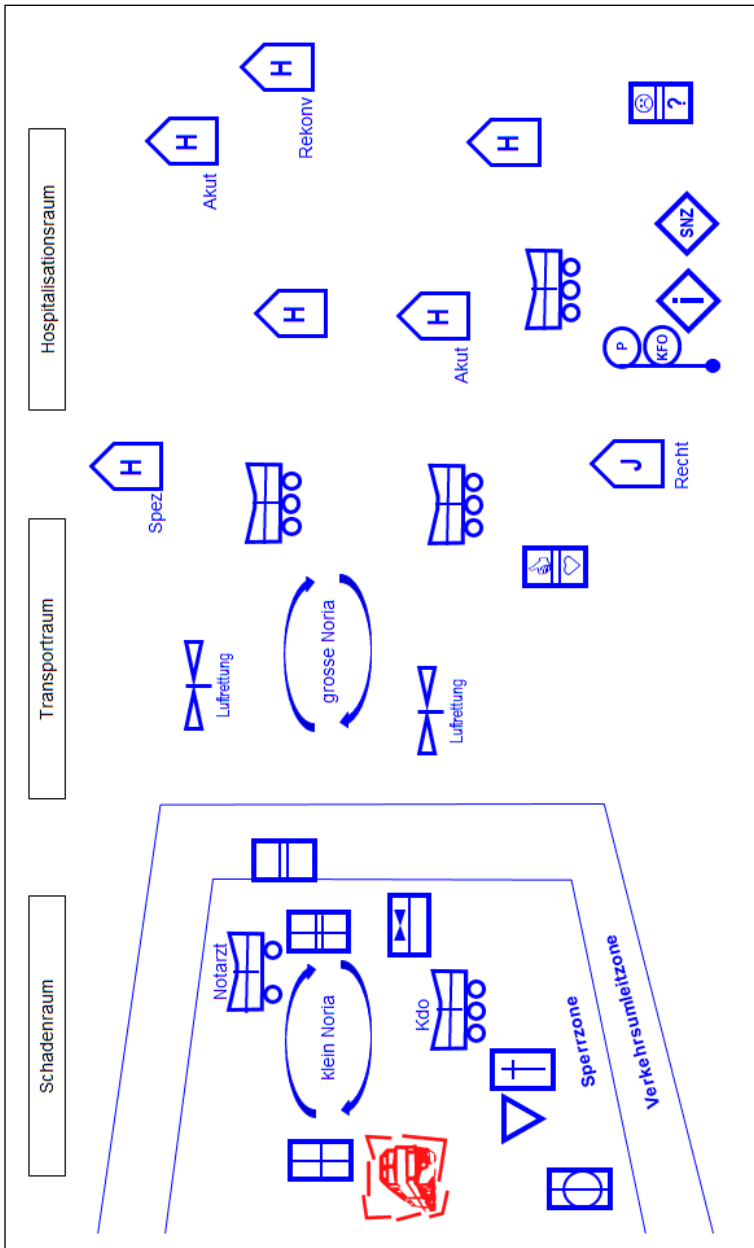 Schadenraum
Transportraum
Hospitalisationsraum
Notarzt
klein Noria
Kdo
Sperrzone
Verkehrsumleitzone
Luftrettung
grosse Noria
Luftrettung
Spez
H
H
Akut
H
Rekonv
H
H
Akut
H
J
Recht
P
KFO
i
SNZ
?